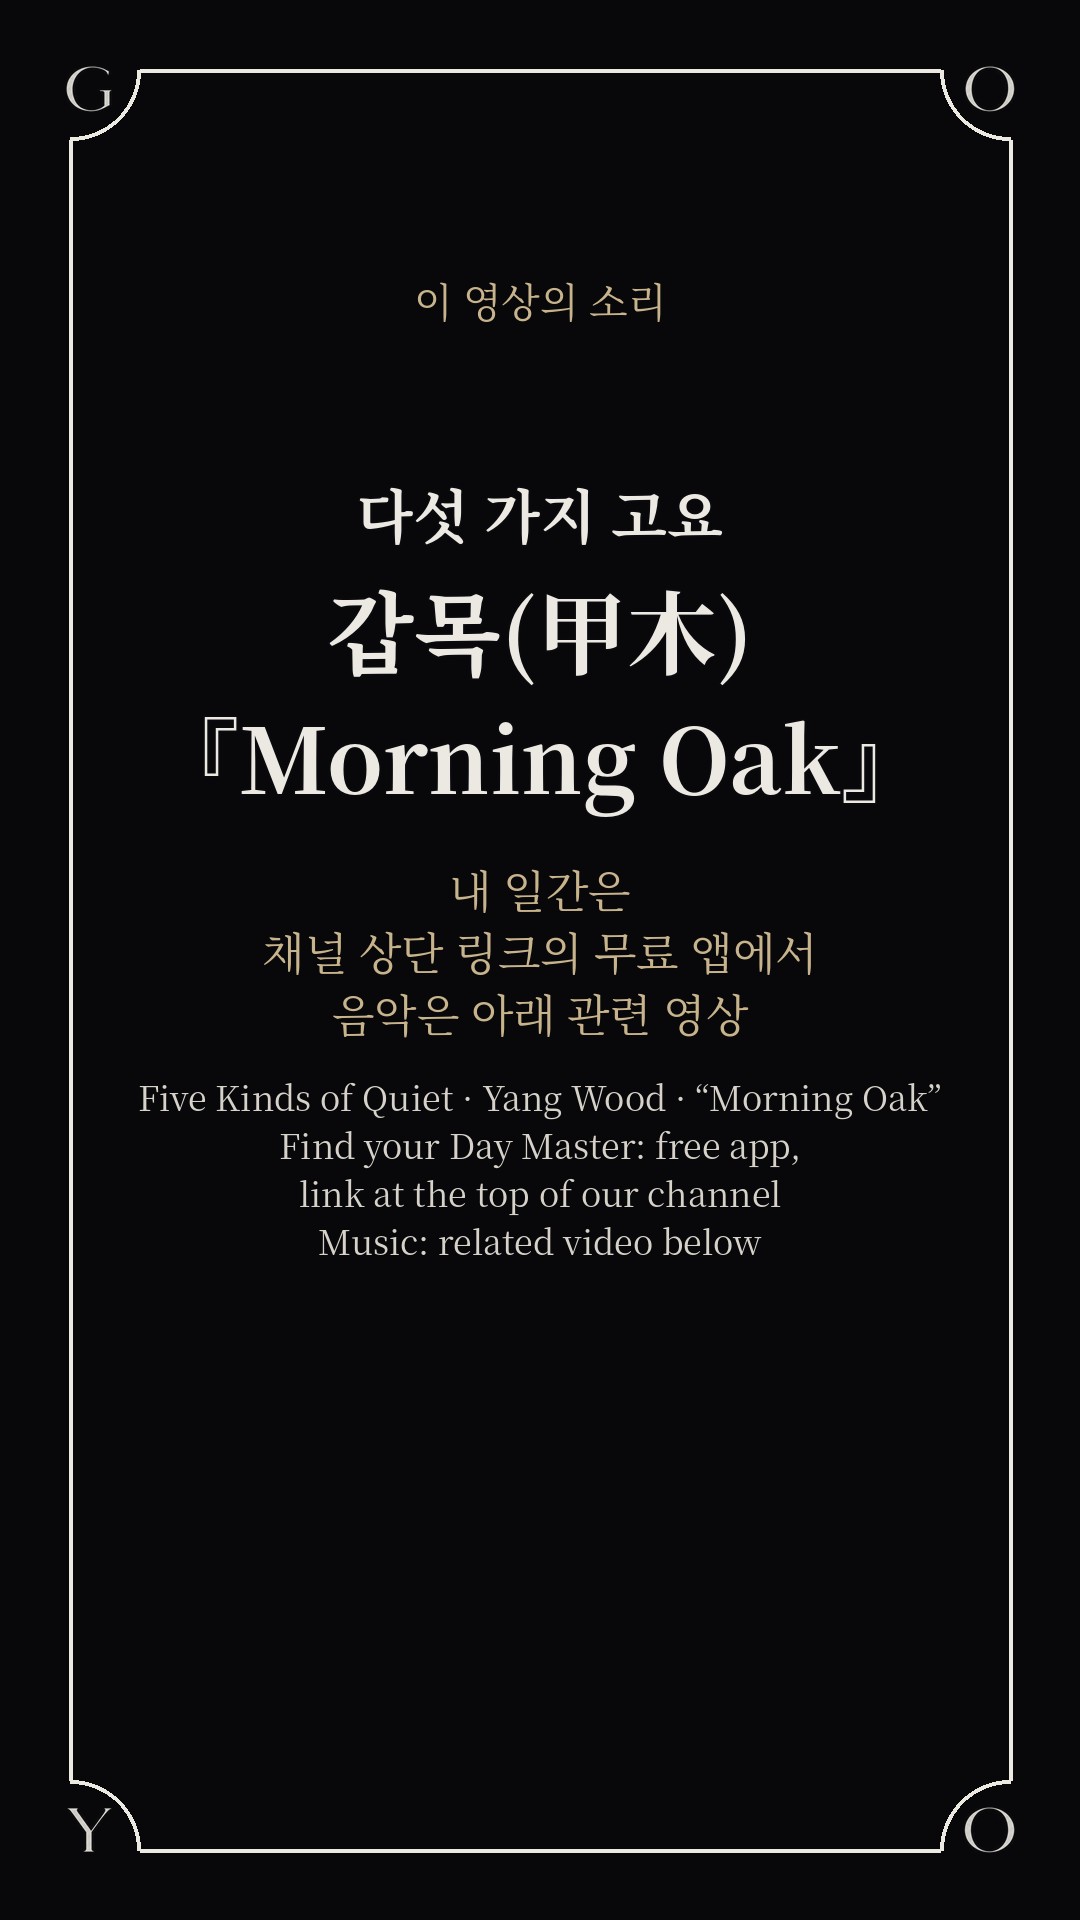 G O
이 영상의 소리
다섯 가지 고요
갑목(甲木)
『Morning Oak』
내 일간은
채널 상단 링크의 무료 앱에서
음악은 아래 관련 영상
Five Kinds of Quiet · Yang Wood · “Morning Oak”
Find your Day Master: free app,
link at the top of our channel
Music: related video below
Y O